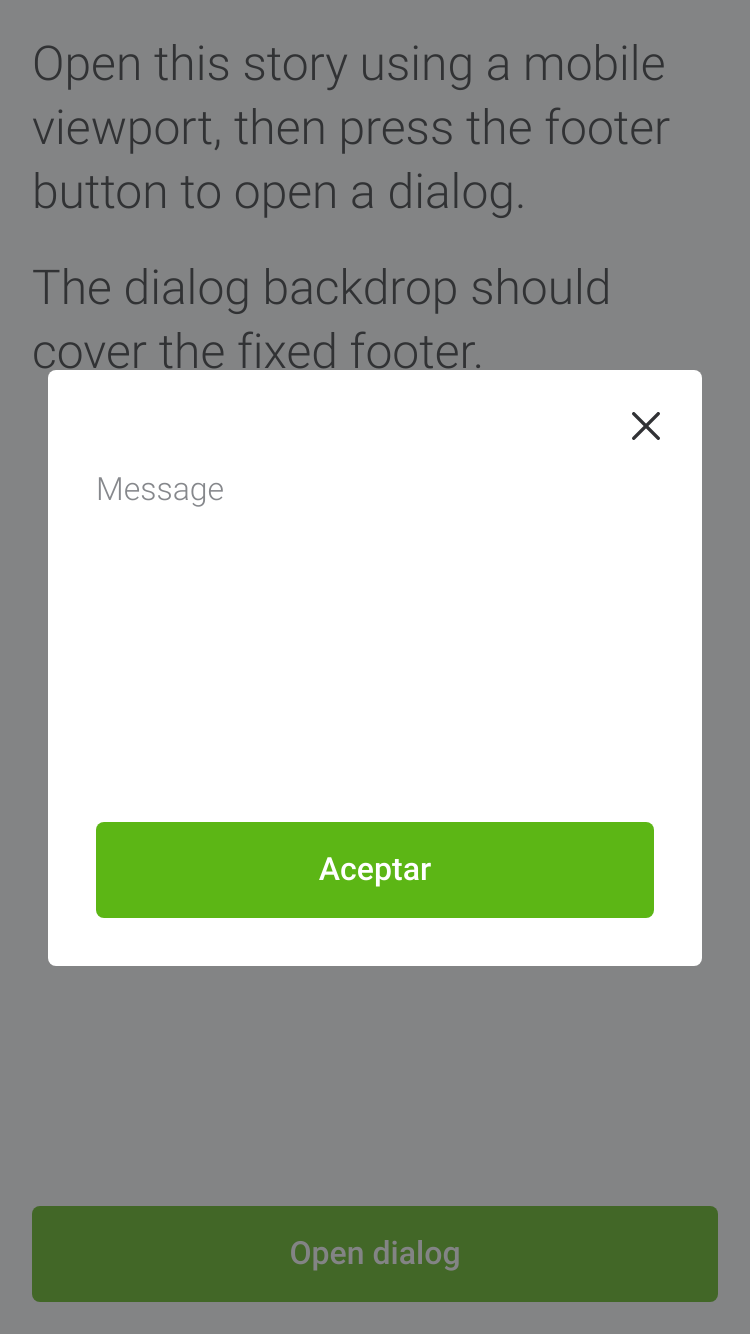 Open this story using a mobile
viewport, then press the footer
button to open a dialog.
The dialog backdrop should
cover the fixed footer.
Message
Aceptar
Open dialog